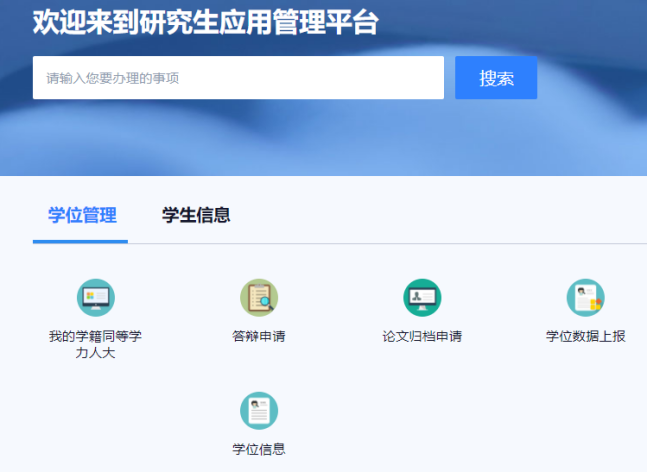 欢迎来到研究生应用管理平台
请输入您要办理的事项
搜索
学位管理
学生信息
我的学籍同等学
力人大
答辩申请
论文归档申请
学位数据上报
学位信息